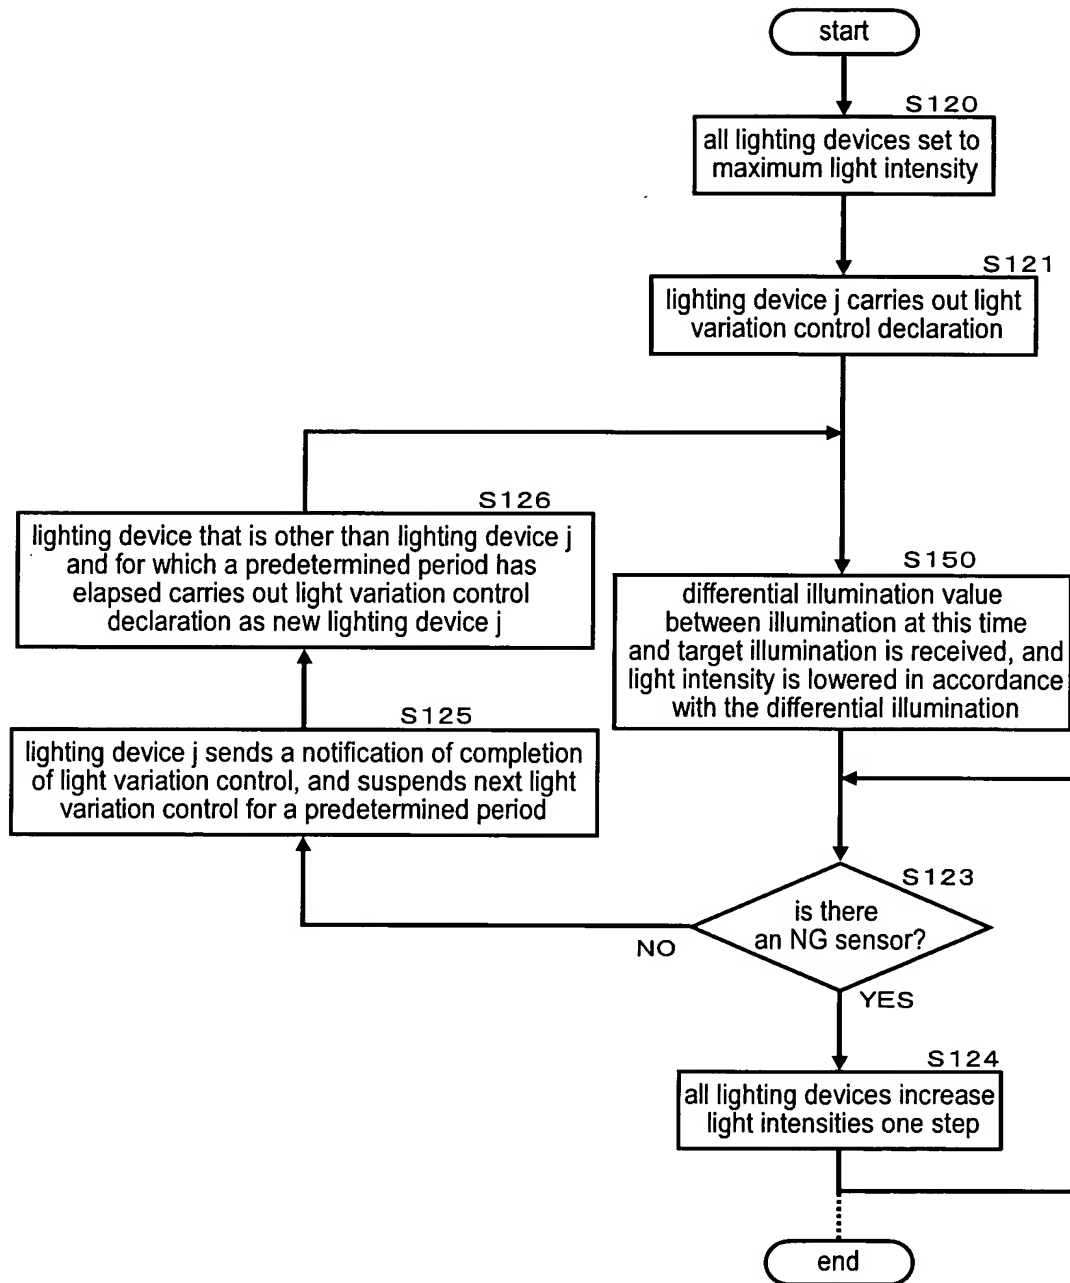 start
S120
all lighting devices set to
maximum light intensity
S121
lighting device j carries out light
variation control declaration
S126
lighting device that is other than lighting device j
and for which a predetermined period has
elapsed carries out light variation control
declaration as new lighting device j
S150
differential illumination value
between illumination at this time
and target illumination is received, and
light intensity is lowered in accordance
with the differential illumination
S125
lighting device j sends a notification of completion
of light variation control, and suspends next light
variation control for a predetermined period
S123
is there
an NG sensor?
NO
YES
S124
all lighting devices increase
light intensities one step
end